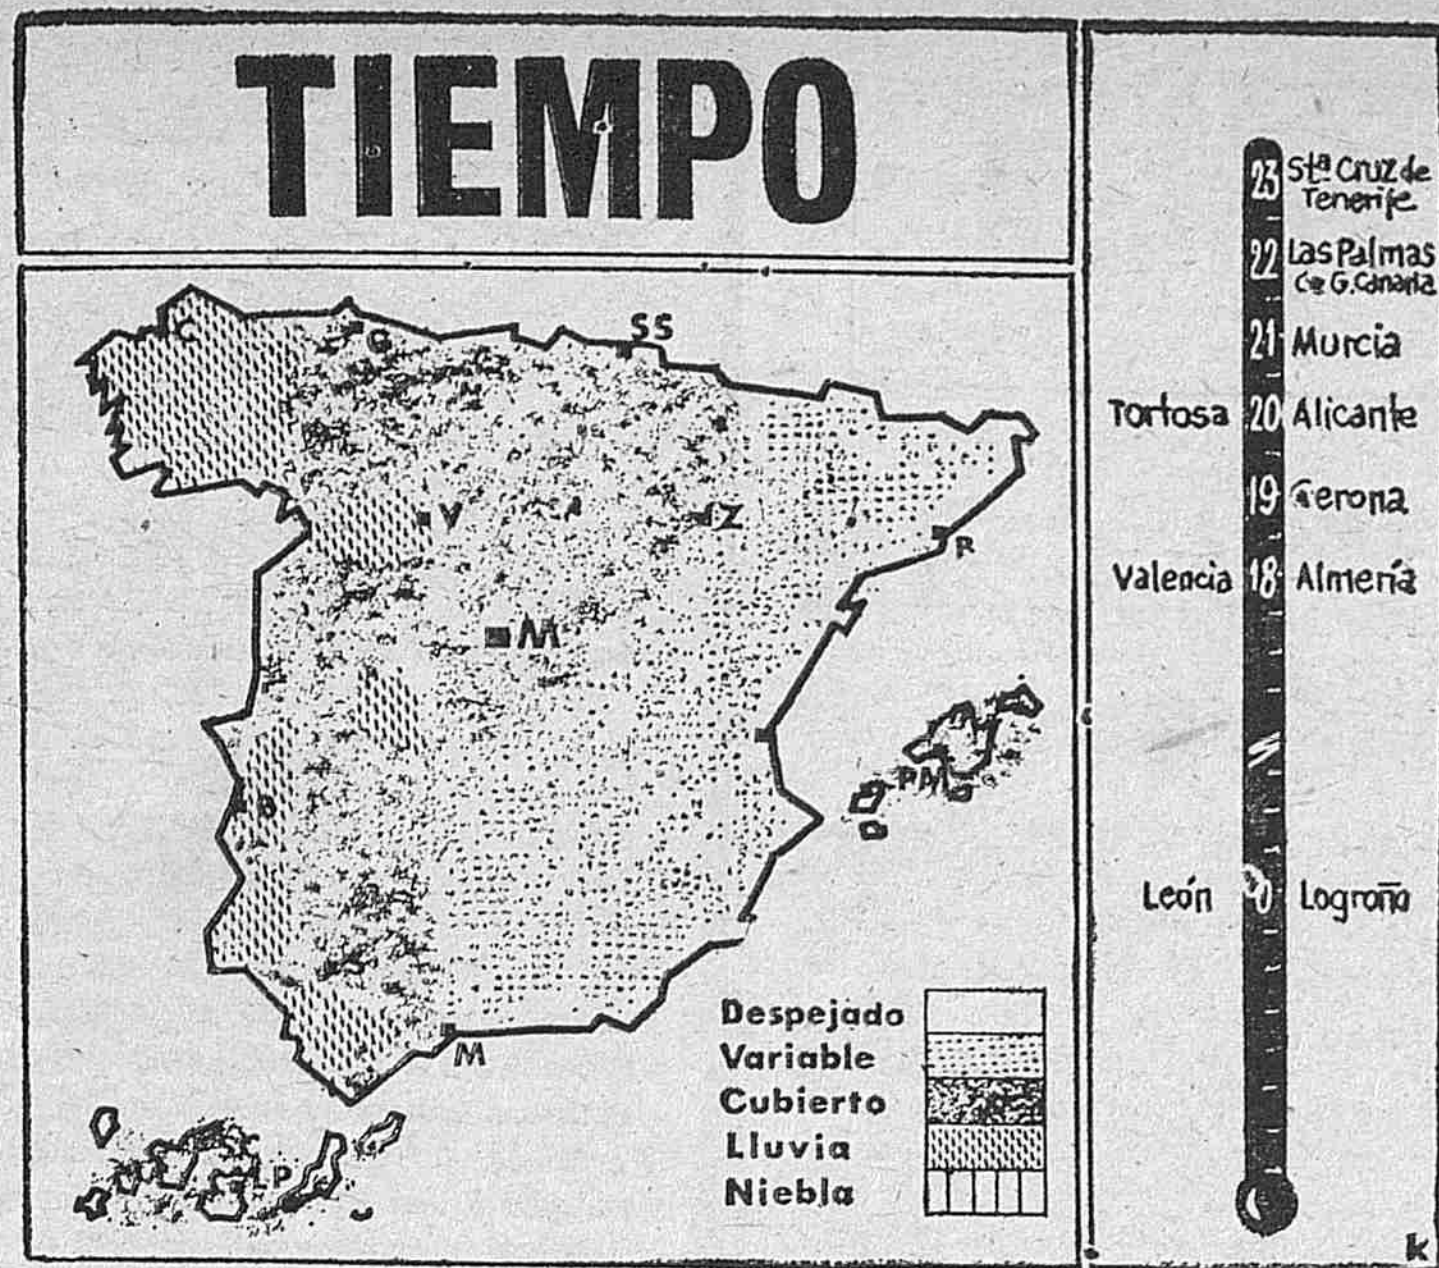 TIEMPO
C
G
SS
V
Z
R
M
B
PM
M
LP
Despejado
Variable
Cubierto
Lluvia
Niebla
23 Stª Cruz de
Tenerife
22 Las Palmas
G. Canaria
21 Murcia
Tortosa 20 Alicante
19 Gerona
Valencia 18 Almería
León 0 Logroño
k